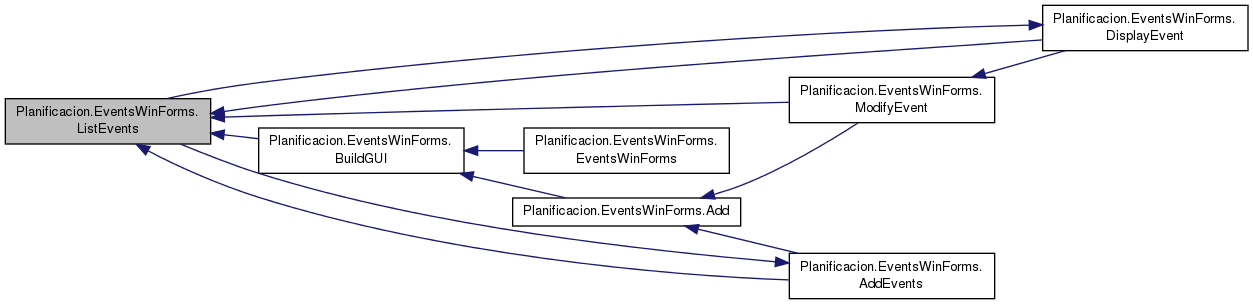 Planificacion.EventsWinForms.
DisplayEvent
Planificacion.EventsWinForms.
ModifyEvent
Planificacion.EventsWinForms.
ListEvents
Planificacion.EventsWinForms.
BuildGUI
Planificacion.EventsWinForms.
EventsWinForms
Planificacion.EventsWinForms.Add
Planificacion.EventsWinForms.
AddEvents